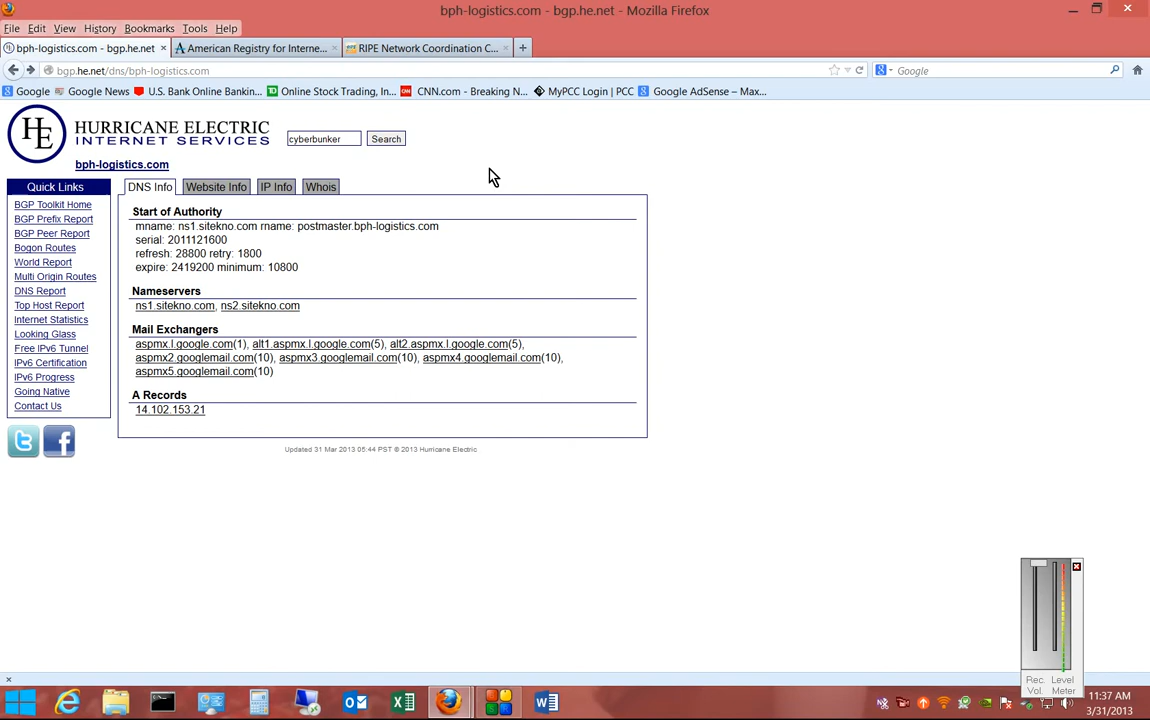 bph-logistics.com - bgp.he.net - Mozilla Firefox
File Edit View History Bookmarks Tools Help
bph-logistics.com - bgp.he.net × American Registry for Interne... × RIPE Network Coordination C... × +
bgp.he.net/dns/bph-logistics.com Google
Google Google News U.S. Bank Online Bankin... Online Stock Trading, In... CNN.com - Breaking N... MyPCC Login | PCC Google AdSense – Max...
HE HURRICANE ELECTRIC
INTERNET SERVICES
cyberbunker Search
bph-logistics.com
Quick Links
BGP Toolkit Home
BGP Prefix Report
BGP Peer Report
Bogon Routes
World Report
Multi Origin Routes
DNS Report
Top Host Report
Internet Statistics
Looking Glass
Free IPv6 Tunnel
IPv6 Certification
IPv6 Progress
Going Native
Contact Us
DNS Info Website Info IP Info Whois
Start of Authority
mname: ns1.sitekno.com rname: postmaster.bph-logistics.com
serial: 2011121600
refresh: 28800 retry: 1800
expire: 2419200 minimum: 10800
Nameservers
ns1.sitekno.com, ns2.sitekno.com
Mail Exchangers
aspmx.l.google.com(1), alt1.aspmx.l.google.com(5), alt2.aspmx.l.google.com(5),
aspmx2.googlemail.com(10), aspmx3.googlemail.com(10), aspmx4.googlemail.com(10),
aspmx5.googlemail.com(10)
A Records
14.102.153.21
Updated 31 Mar 2013 05:44 PST © 2013 Hurricane Electric
Rec. Vol.
Level Meter
11:37 AM
3/31/2013